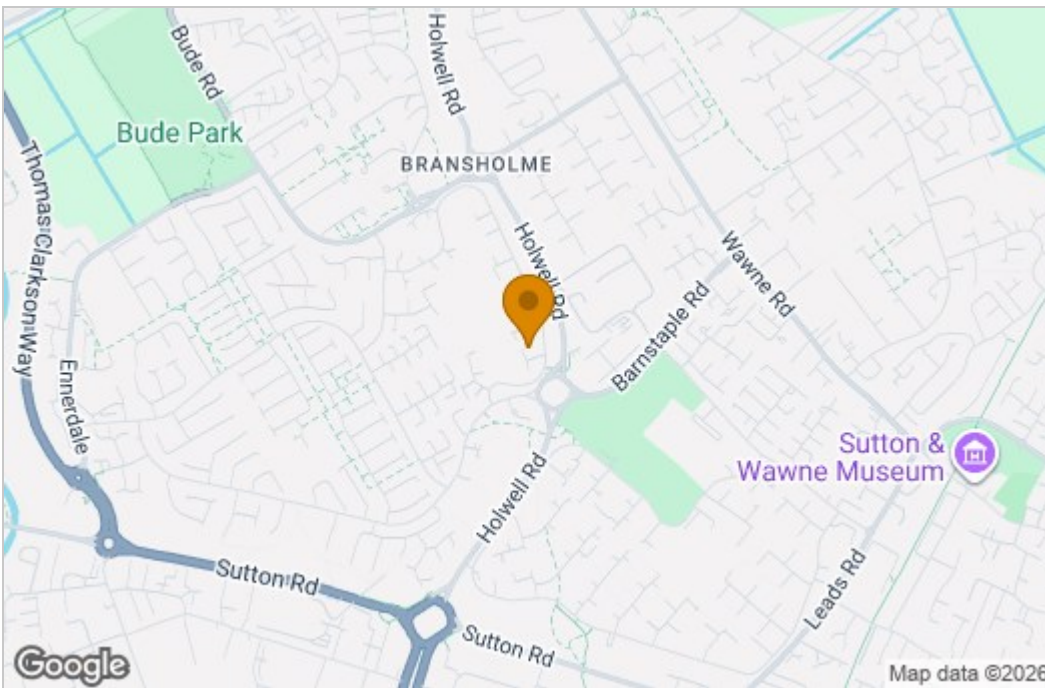 Bude Rd
Holwell Rd
Bude Park
BRANSHOLME
Thomas Clarkson Way
Holwell Rd
Wawne Rd
Barnstaple Rd
Ennerdale
Sutton &
Wawne Museum
Holwell Rd
Sutton Rd
Leads Rd
Sutton Rd
Google
Map data ©2026